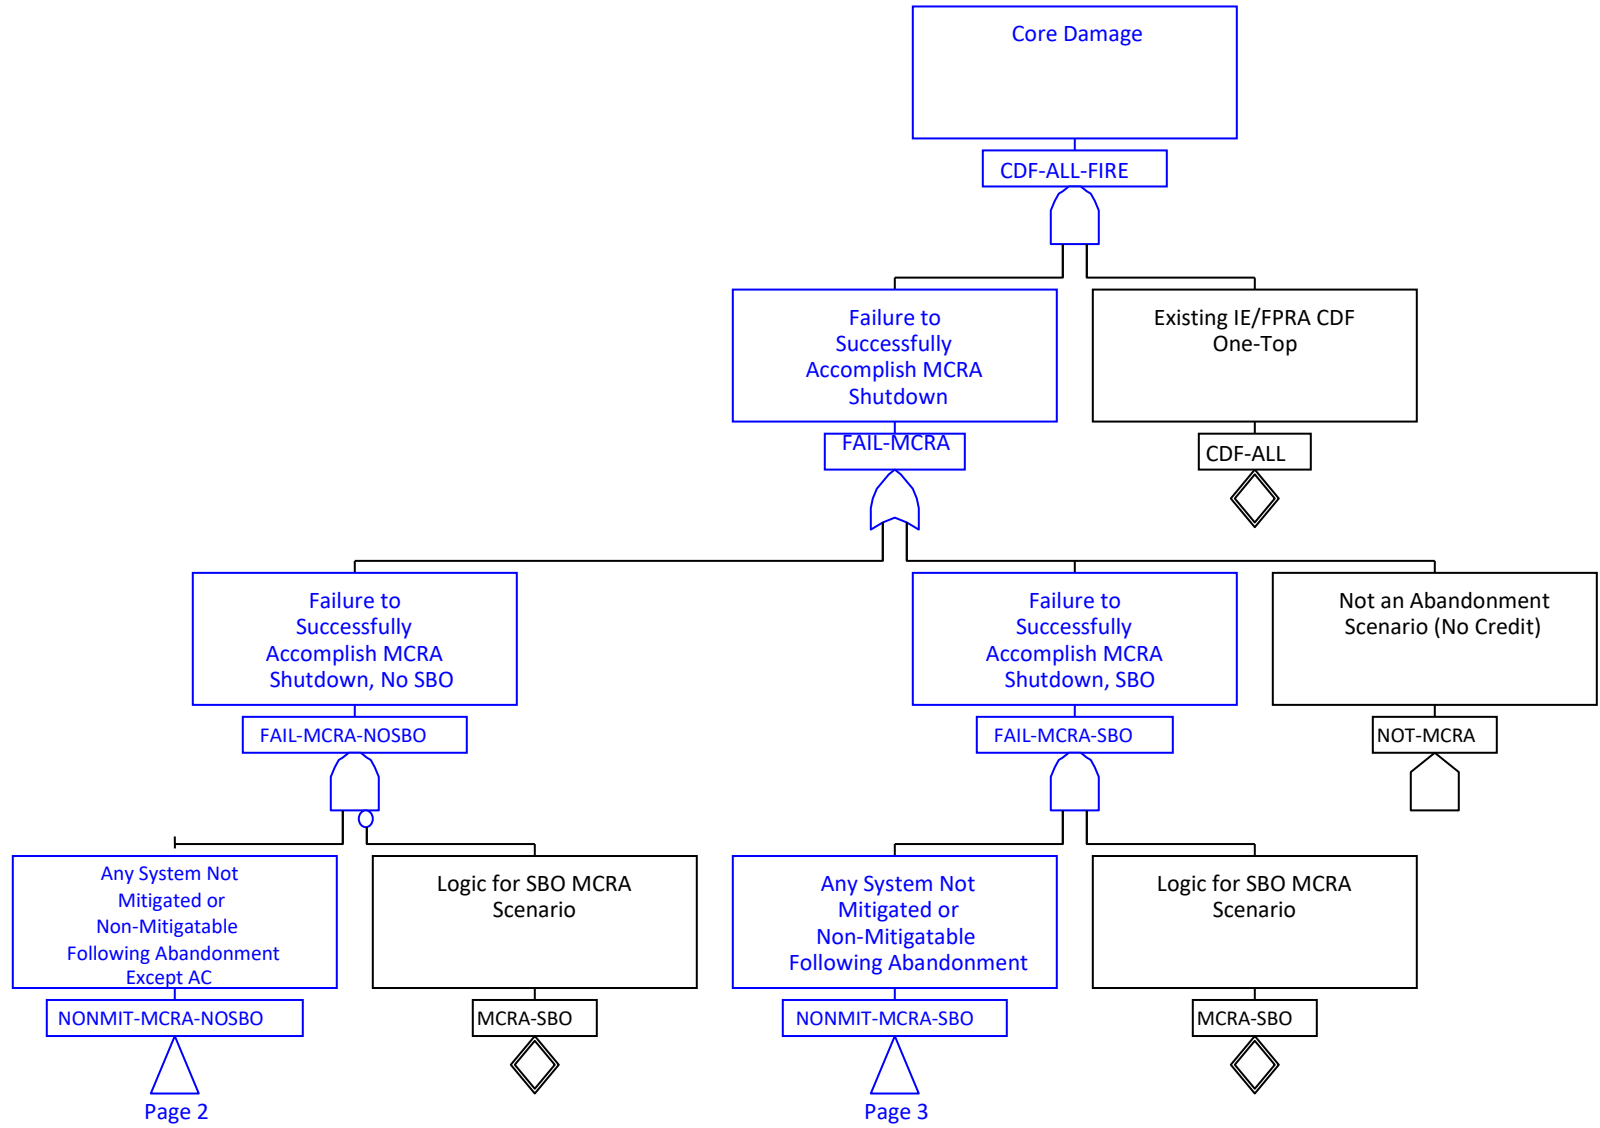 Core Damage
CDF-ALL-FIRE
Failure to
Successfully
Accomplish MCRA
Shutdown
FAIL-MCRA
Existing IE/FPRA CDF
One-Top
CDF-ALL
Failure to
Successfully
Accomplish MCRA
Shutdown, No SBO
FAIL-MCRA-NOSBO
Failure to
Successfully
Accomplish MCRA
Shutdown, SBO
FAIL-MCRA-SBO
Not an Abandonment
Scenario (No Credit)
NOT-MCRA
Any System Not
Mitigated or
Non-Mitigatable
Following Abandonment
Except AC
NONMIT-MCRA-NOSBO
Page 2
Logic for SBO MCRA
Scenario
MCRA-SBO
Any System Not
Mitigated or
Non-Mitigatable
Following Abandonment
NONMIT-MCRA-SBO
Page 3
Logic for SBO MCRA
Scenario
MCRA-SBO